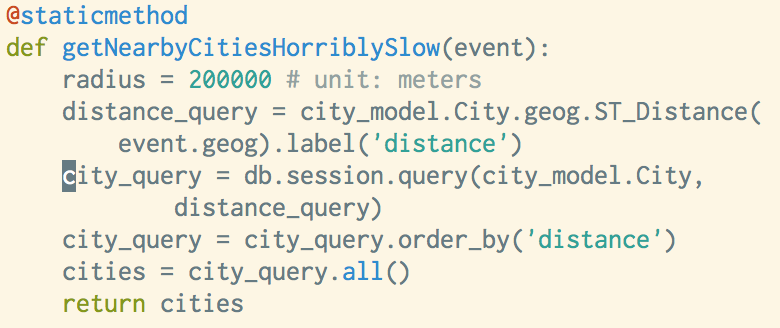 @staticmethod
def getNearbyCitiesHorriblySlow(event):
    radius = 200000 # unit: meters
    distance_query = city_model.City.geog.ST_Distance(
        event.geog).label('distance')
    city_query = db.session.query(city_model.City,
            distance_query)
    city_query = city_query.order_by('distance')
    cities = city_query.all()
    return cities